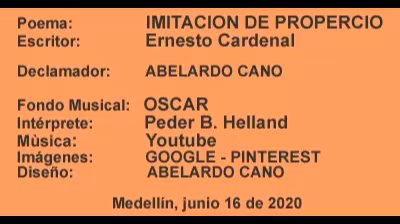 Poema: IMITACION DE PROPERCIO
Escritor: Ernesto Cardenal
Declamador: ABELARDO CANO
Fondo Musical: OSCAR
Intérprete: Peder B. Helland
Mùsica: Youtube
Imágenes: GOOGLE - PINTEREST
Diseño: ABELARDO CANO
Medellín, junio 16 de 2020